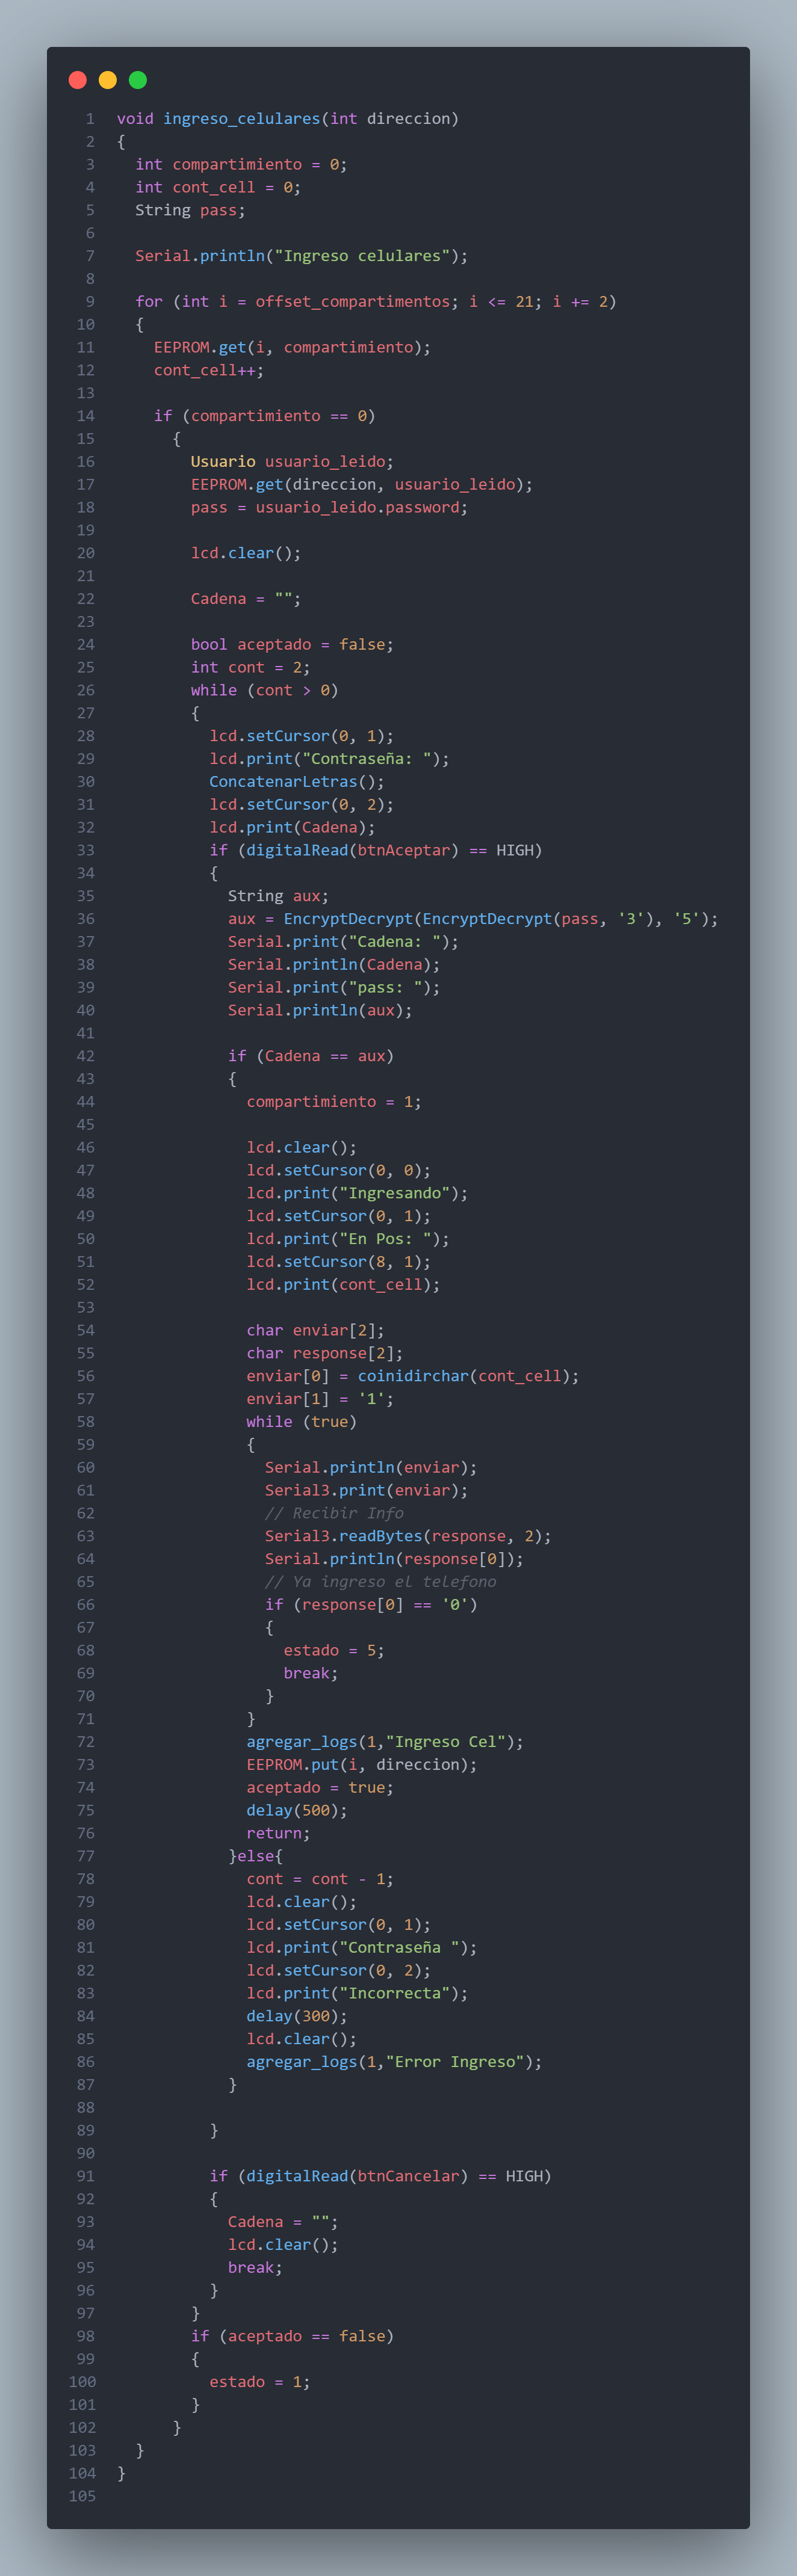 1 void ingreso_celulares(int direccion)
2 {
3   int compartimiento = 0;
4   int cont_cell = 0;
5   String pass;
6
7   Serial.println("Ingreso celulares");
8
9   for (int i = offset_compartimentos; i <= 21; i += 2)
10   {
11     EEPROM.get(i, compartimiento);
12     cont_cell++;
13
14     if (compartimiento == 0)
15       {
16         Usuario usuario_leido;
17         EEPROM.get(direccion, usuario_leido);
18         pass = usuario_leido.password;
19
20         lcd.clear();
21
22         Cadena = "";
23
24         bool aceptado = false;
25         int cont = 2;
26         while (cont > 0)
27         {
28           lcd.setCursor(0, 1);
29           lcd.print("Contraseña: ");
30           ConcatenarLetras();
31           lcd.setCursor(0, 2);
32           lcd.print(Cadena);
33           if (digitalRead(btnAceptar) == HIGH)
34           {
35             String aux;
36             aux = EncryptDecrypt(EncryptDecrypt(pass, '3'), '5');
37             Serial.print("Cadena: ");
38             Serial.println(Cadena);
39             Serial.print("pass: ");
40             Serial.println(aux);
41
42             if (Cadena == aux)
43             {
44               compartimiento = 1;
45
46               lcd.clear();
47               lcd.setCursor(0, 0);
48               lcd.print("Ingresando");
49               lcd.setCursor(0, 1);
50               lcd.print("En Pos: ");
51               lcd.setCursor(8, 1);
52               lcd.print(cont_cell);
53
54               char enviar[2];
55               char response[2];
56               enviar[0] = coinidirchar(cont_cell);
57               enviar[1] = '1';
58               while (true)
59               {
60                 Serial.println(enviar);
61                 Serial3.print(enviar);
62                 // Recibir Info
63                 Serial3.readBytes(response, 2);
64                 Serial.println(response[0]);
65                 // Ya ingreso el telefono
66                 if (response[0] == '0')
67                 {
68                   estado = 5;
69                   break;
70                 }
71               }
72               agregar_logs(1,"Ingreso Cel");
73               EEPROM.put(i, direccion);
74               aceptado = true;
75               delay(500);
76               return;
77             }else{
78               cont = cont - 1;
79               lcd.clear();
80               lcd.setCursor(0, 1);
81               lcd.print("Contraseña ");
82               lcd.setCursor(0, 2);
83               lcd.print("Incorrecta");
84               delay(300);
85               lcd.clear();
86               agregar_logs(1,"Error Ingreso");
87             }
88
89           }
90
91           if (digitalRead(btnCancelar) == HIGH)
92           {
93             Cadena = "";
94             lcd.clear();
95             break;
96           }
97         }
98         if (aceptado == false)
99         {
100           estado = 1;
101         }
102       }
103   }
104 }
105